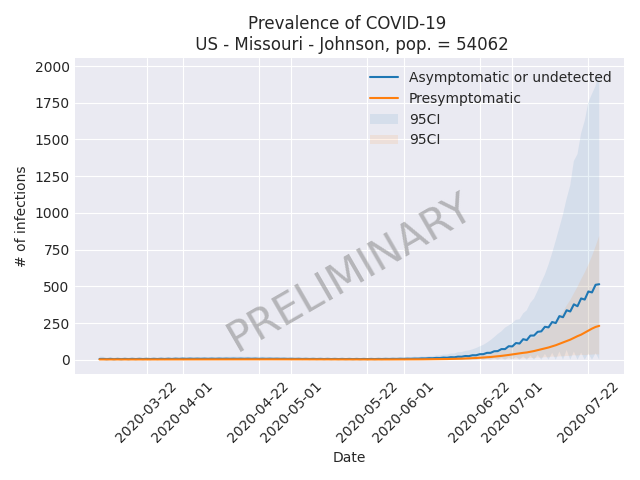 Prevalence of COVID-19
US - Missouri - Johnson, pop. = 54062
2000
1750
1500
1250
1000
750
500
250
0
# of infections
Asymptomatic or undetected
Presymptomatic
95CI
95CI
PRELIMINARY
2020-03-22
2020-04-01
2020-04-22
2020-05-01
2020-05-22
2020-06-01
2020-06-22
2020-07-01
2020-07-22
Date